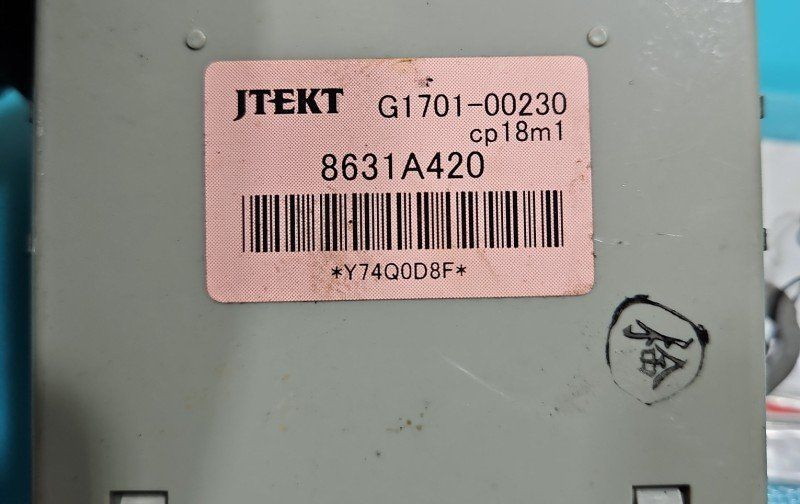 JTEKT G1701-00230
cp18m1
8631A420
*Y74Q0D8F*